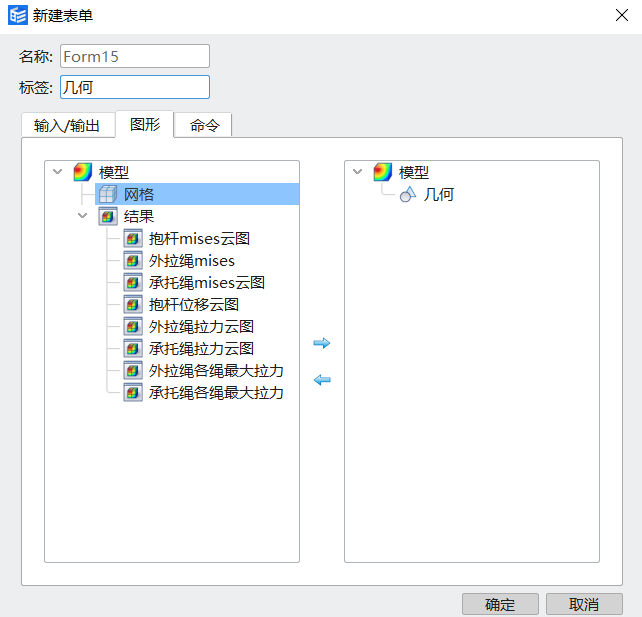 新建表单
名称: Form15
标签: 几何
输入/输出 图形 命令
模型
网格
结果
抱杆mises云图
外拉绳mises
承托绳mises云图
抱杆位移云图
外拉绳拉力云图
承托绳拉力云图
外拉绳各绳最大拉力
承托绳各绳最大拉力
模型
几何
确定 取消